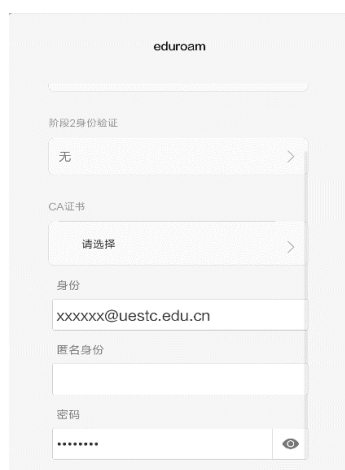 eduroam
阶段2身份验证
无
CA证书
请选择
身份
xxxxxx@uestc.edu.cn
匿名身份
密码
••••••••